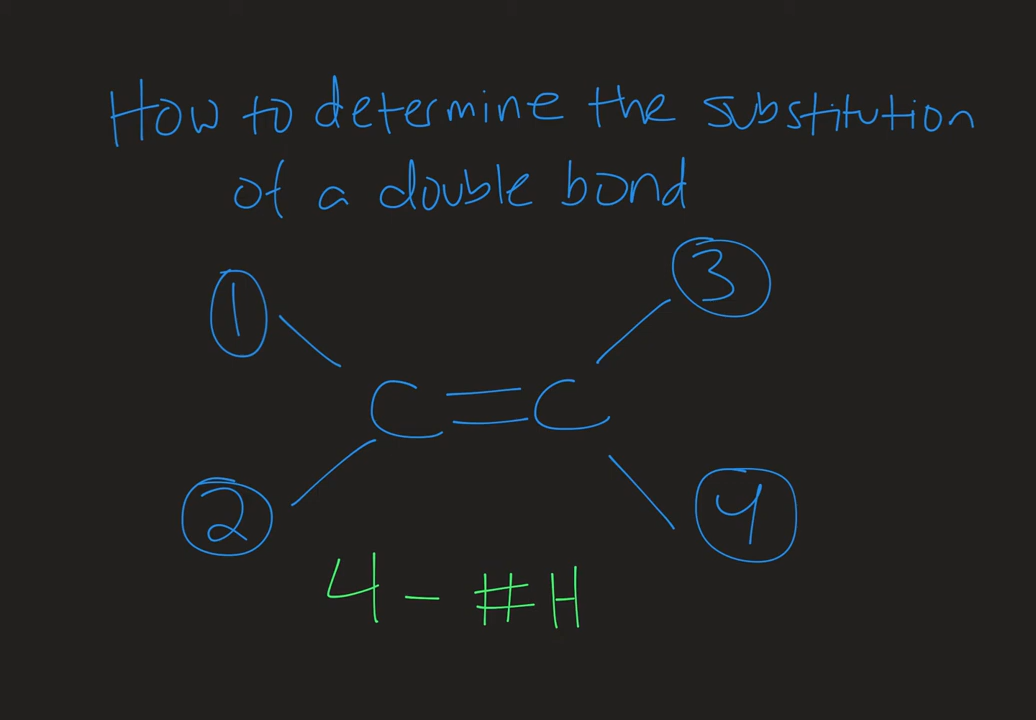 How to determine the substitution
of a double bond
1 3
C=C
2 4
4 - #H